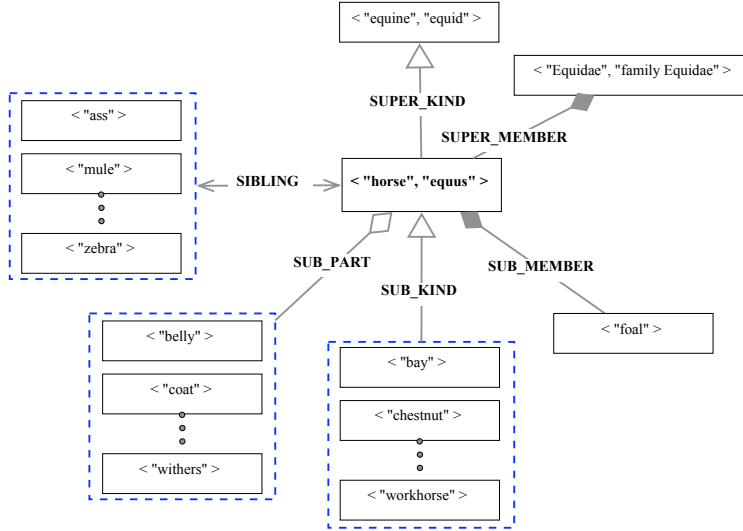 < "equine", "equid" >
< "Equidae", "family Equidae" >
SUPER_KIND
SUPER_MEMBER
< "ass" >
< "mule" >
< "zebra" >
SIBLING
< "horse", "equus" >
SUB_PART
SUB_KIND
SUB_MEMBER
< "belly" >
< "coat" >
< "withers" >
< "bay" >
< "chestnut" >
< "workhorse" >
< "foal" >